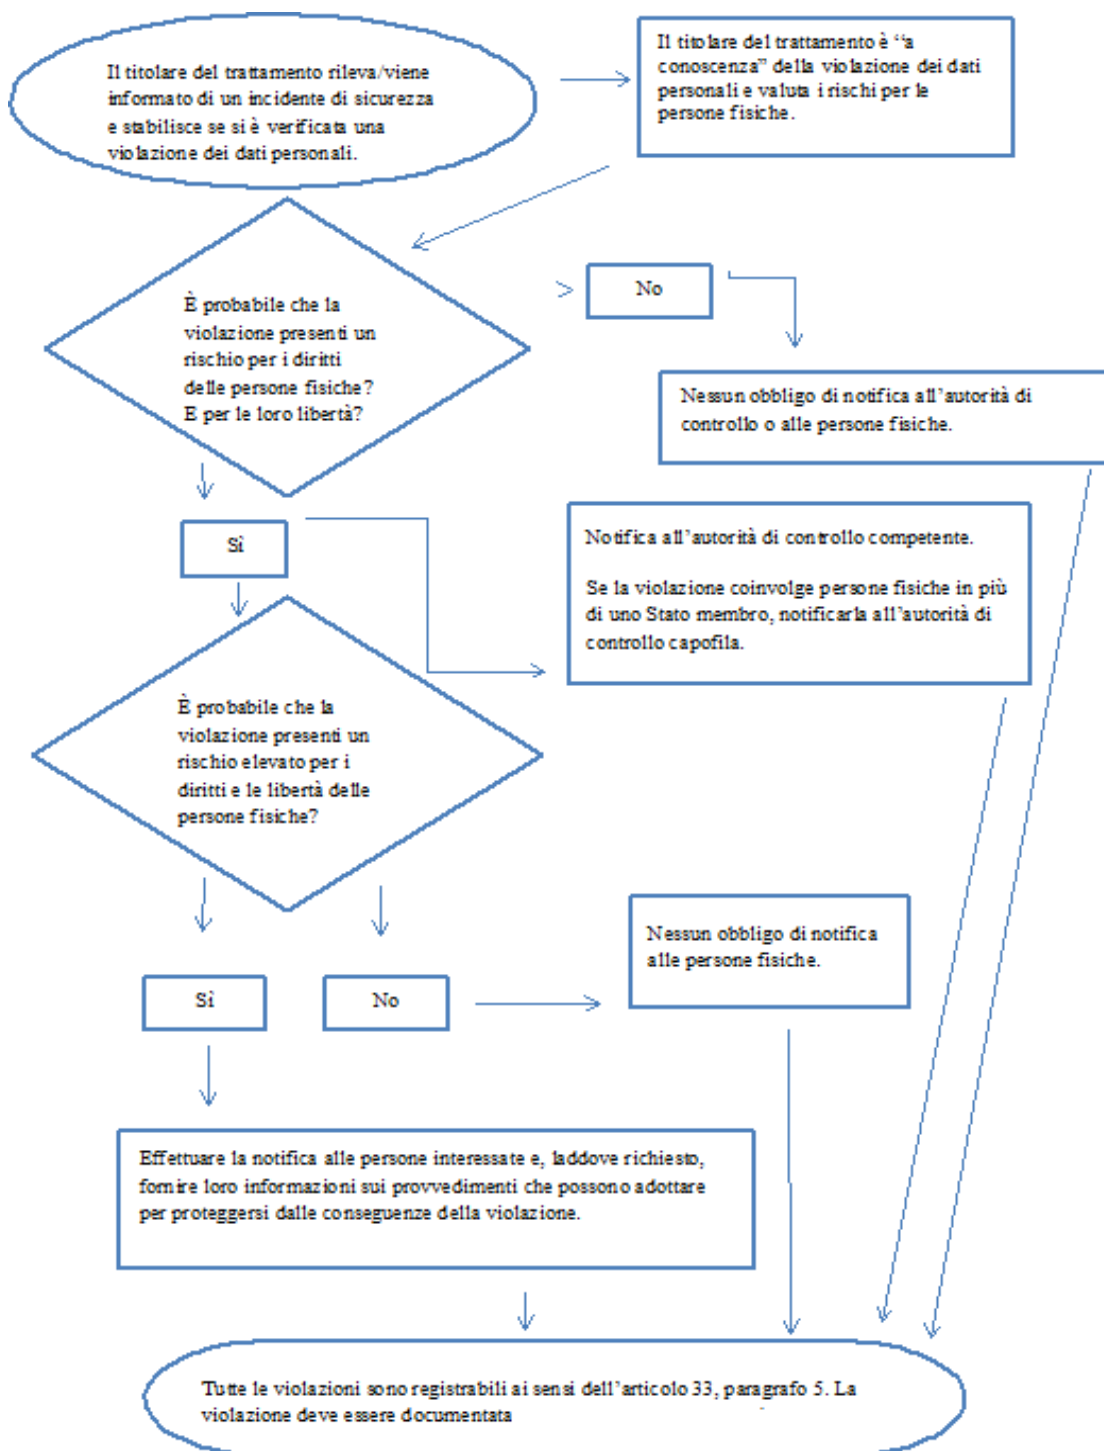 Il titolare del trattamento rileva/viene
informato di un incidente di sicurezza
e stabilisce se si è verificata una
violazione dei dati personali.
Il titolare del trattamento è “a
conoscenza” della violazione dei dati
personali e valuta i rischi per le
persone fisiche.
È probabile che la
violazione presenti un
rischio per i diritti
delle persone fisiche?
E per le loro libertà?
No
Nessun obbligo di notifica all’autorità di
controllo o alle persone fisiche.
Sì
Notifica all’autorità di controllo competente.
Se la violazione coinvolge persone fisiche in più
di uno Stato membro, notificarla all’autorità di
controllo capofila.
È probabile che la
violazione presenti un
rischio elevato per i
diritti e le libertà delle
persone fisiche?
Sì
No
Nessun obbligo di notifica
alle persone fisiche.
Effettuare la notifica alle persone interessate e, laddove richiesto,
fornire loro informazioni sui provvedimenti che possono adottare
per proteggersi dalle conseguenze della violazione.
Tutte le violazioni sono registrabili ai sensi dell’articolo 33, paragrafo 5. La
violazione deve essere documentata